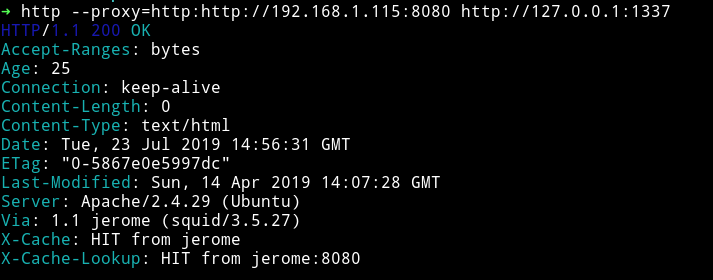 ➜ http --proxy=http:http://192.168.1.115:8080 http://127.0.0.1:1337
HTTP/1.1 200 OK
Accept-Ranges: bytes
Age: 25
Connection: keep-alive
Content-Length: 0
Content-Type: text/html
Date: Tue, 23 Jul 2019 14:56:31 GMT
ETag: "0-5867e0e5997dc"
Last-Modified: Sun, 14 Apr 2019 14:07:28 GMT
Server: Apache/2.4.29 (Ubuntu)
Via: 1.1 jerome (squid/3.5.27)
X-Cache: HIT from jerome
X-Cache-Lookup: HIT from jerome:8080